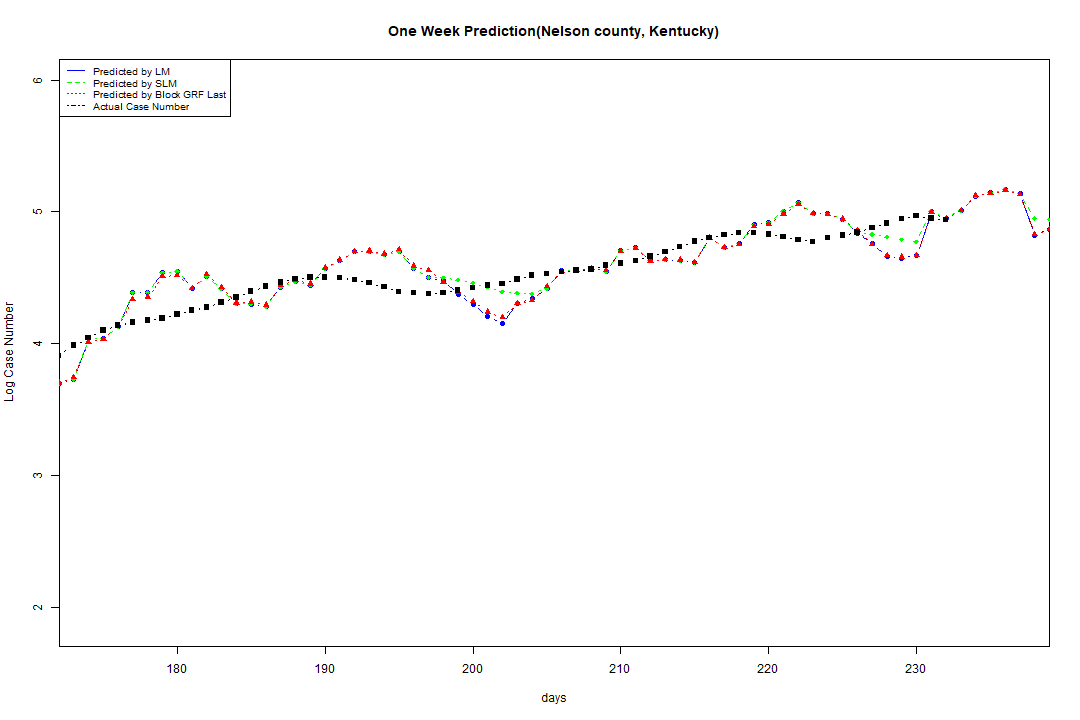 One Week Prediction(Nelson county, Kentucky)
Predicted by LM
Predicted by SLM
Predicted by Block GRF Last
Actual Case Number
6
5
4
3
2
Log Case Number
180 190 200 210 220 230
days